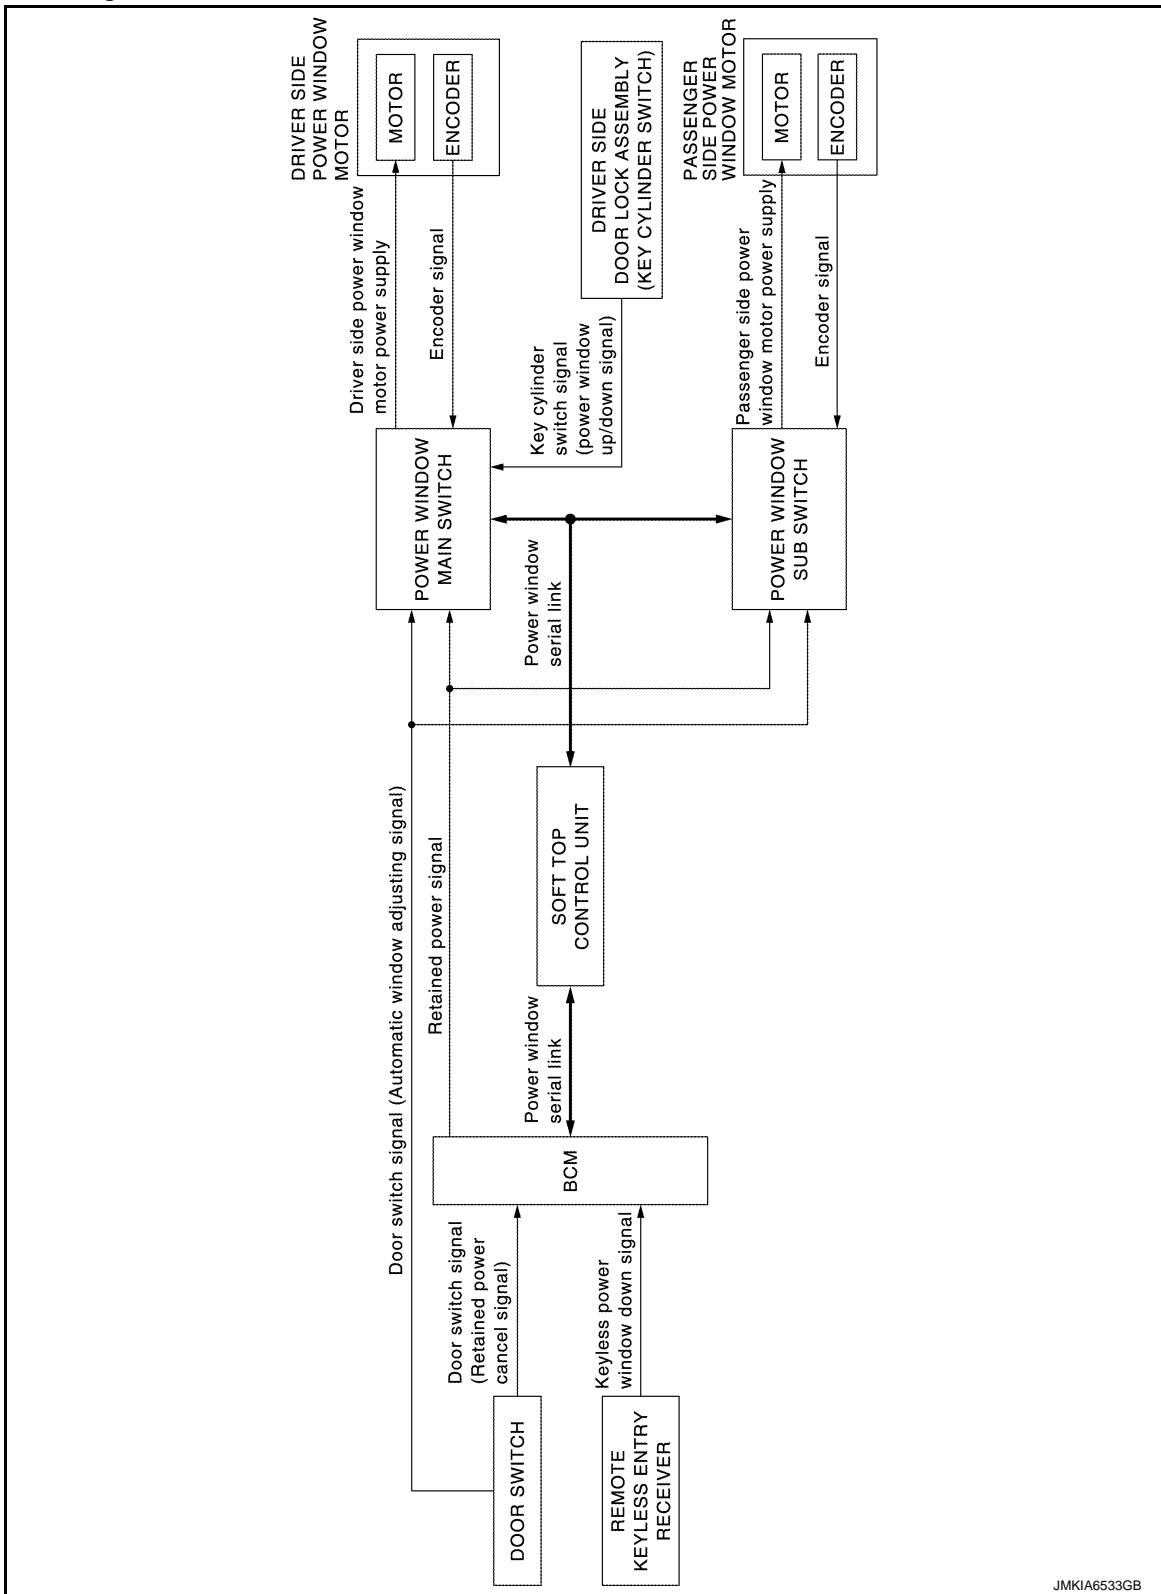 DOOR SWITCH
REMOTE
KEYLESS ENTRY
RECEIVER
Door switch signal (Automatic window adjusting signal)
Door switch signal
(Retained power
cancel signal)
Keyless power
window down signal
BCM
Retained power signal
Power window
serial link
SOFT TOP
CONTROL UNIT
Power window
serial link
POWER WINDOW
MAIN SWITCH
POWER WINDOW
SUB SWITCH
Driver side power window
motor power supply
Encoder signal
Key cylinder
switch signal
(power window
up/down signal)
Passenger side power
window motor power supply
Encoder signal
DRIVER SIDE
POWER WINDOW
MOTOR
MOTOR
ENCODER
DRIVER SIDE
DOOR LOCK ASSEMBLY
(KEY CYLINDER SWITCH)
PASSENGER
SIDE POWER
WINDOW MOTOR
MOTOR
ENCODER
JMKIA6533GB